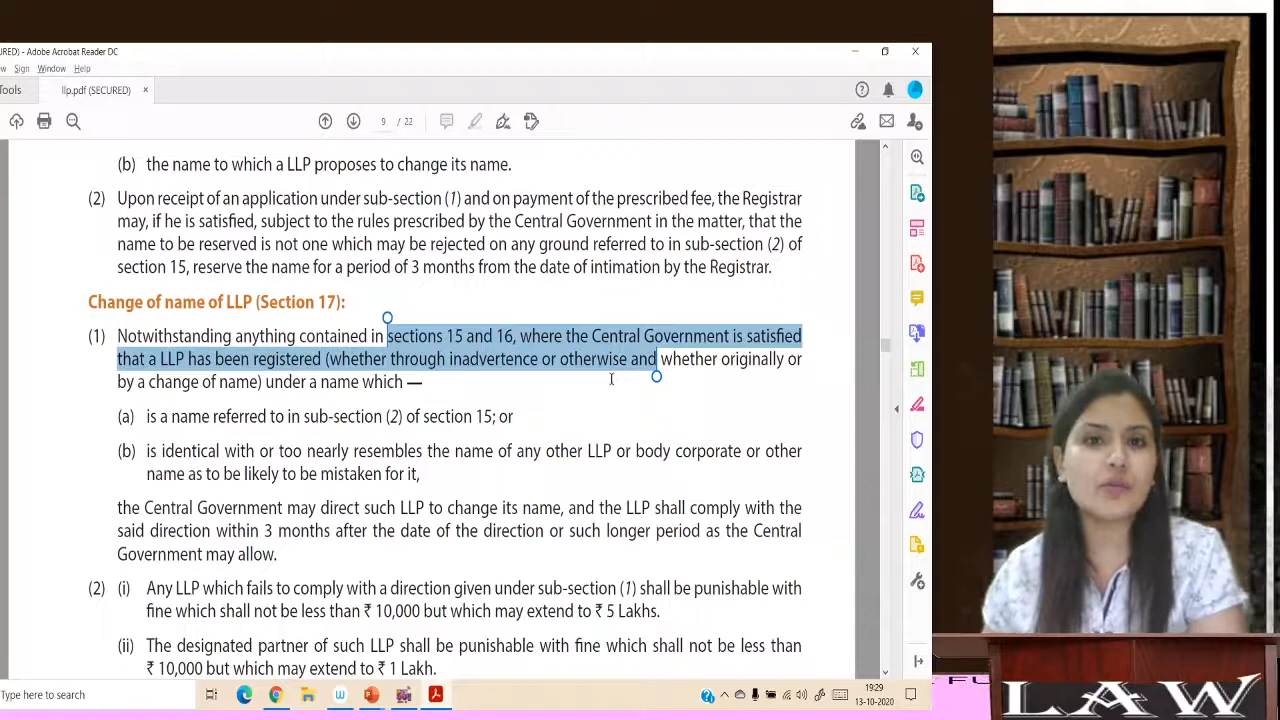 URED) - Adobe Acrobat Reader DC
w Sign Window Help
Tools
llp.pdf (SECURED) ×
9 / 22
(b) the name to which a LLP proposes to change its name.
(2) Upon receipt of an application under sub-section (1) and on payment of the prescribed fee, the Registrar
may, if he is satisfied, subject to the rules prescribed by the Central Government in the matter, that the
name to be reserved is not one which may be rejected on any ground referred to in sub-section (2) of
section 15, reserve the name for a period of 3 months from the date of intimation by the Registrar.
Change of name of LLP (Section 17):
(1) Notwithstanding anything contained in sections 15 and 16, where the Central Government is satisfied
that a LLP has been registered (whether through inadvertence or otherwise and whether originally or
by a change of name) under a name which —
(a) is a name referred to in sub-section (2) of section 15; or
(b) is identical with or too nearly resembles the name of any other LLP or body corporate or other
name as to be likely to be mistaken for it,
the Central Government may direct such LLP to change its name, and the LLP shall comply with the
said direction within 3 months after the date of the direction or such longer period as the Central
Government may allow.
(2) (i) Any LLP which fails to comply with a direction given under sub-section (1) shall be punishable with
fine which shall not be less than ₹ 10,000 but which may extend to ₹ 5 Lakhs.
(ii) The designated partner of such LLP shall be punishable with fine which shall not be less than
₹ 10,000 but which may extend to ₹ 1 Lakh.
Type here to search
19:29
13-10-2020
LAW